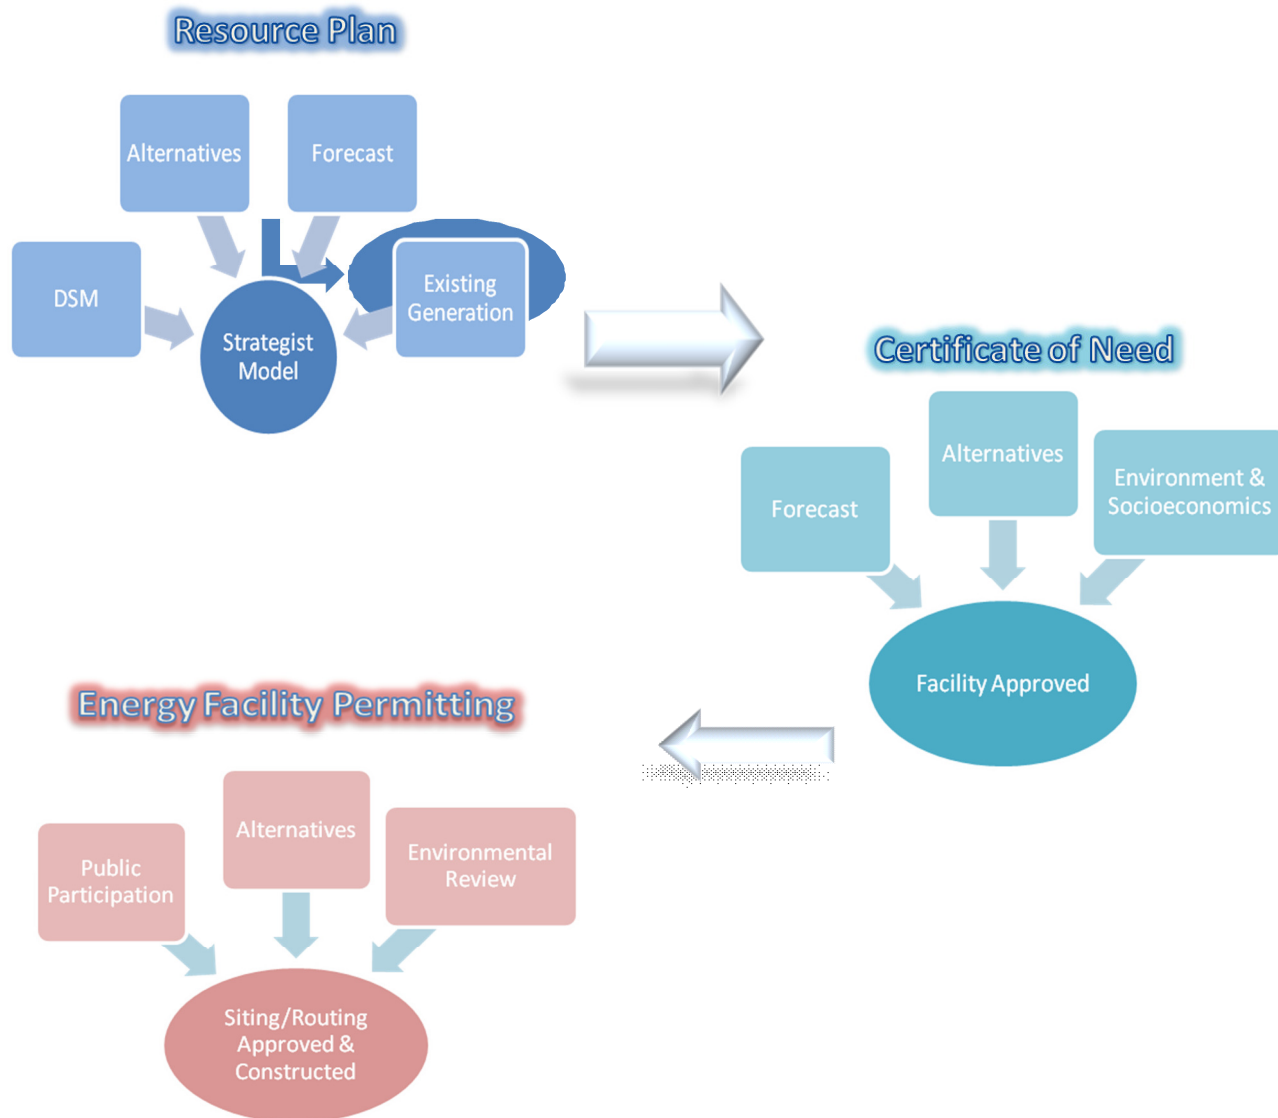 Resource Plan
Alternatives
Forecast
DSM
Existing
Generation
Strategist
Model
Certificate of Need
Alternatives
Environment &
Socioeconomics
Forecast
Facility Approved
Energy Facility Permitting
Alternatives
Environmental
Review
Public
Participation
Siting/Routing
Approved &
Constructed